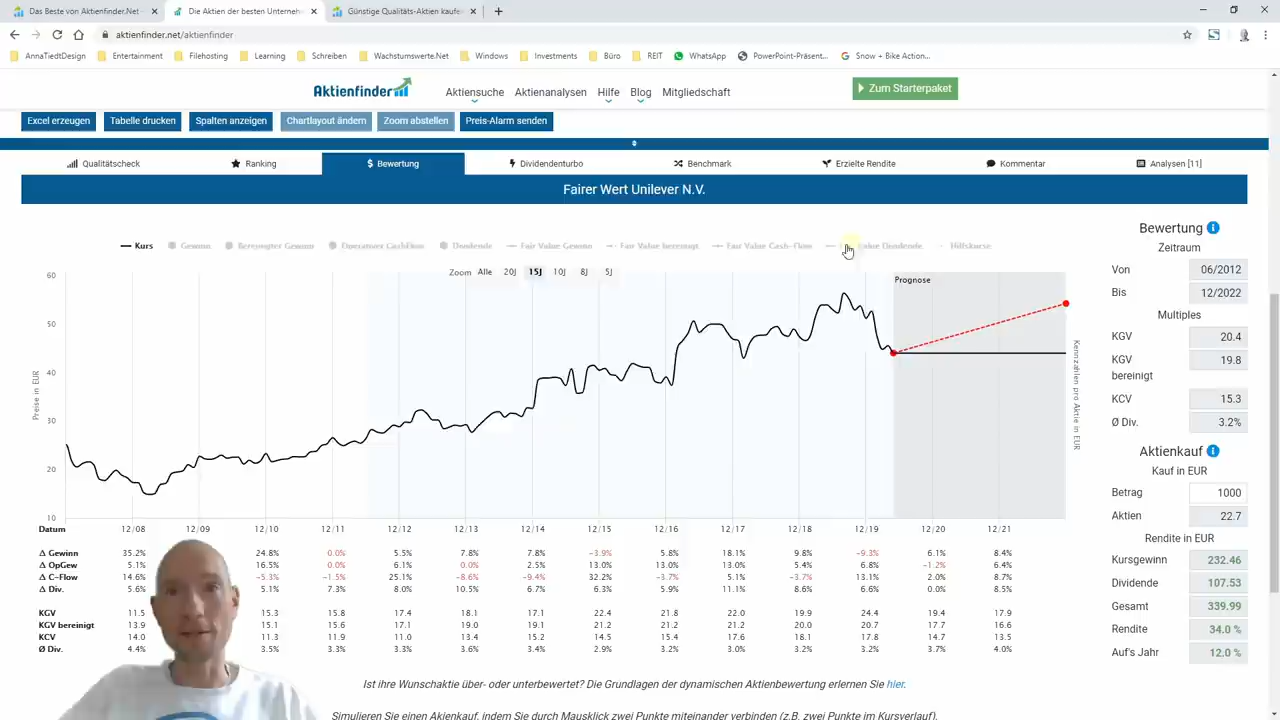 Das Beste von Aktienfinder.Net -
Die Aktien der besten Unterneh
Günstige Qualitäts-Aktien kaufe
aktienfinder.net/aktienfinder
AnnaTiedtDesign Entertainment Filehosting Learning Schreiben Wachstumswerte.Net Windows Investments Büro REIT WhatsApp PowerPoint-Präsent... Snow + Bike Action...
Aktienfinder Aktiensuche Aktienanalysen Hilfe Blog Mitgliedschaft Zum Starterpaket
Excel erzeugen Tabelle drucken Spalten anzeigen Chartlayout ändern Zoom abstellen Preis-Alarm senden
Qualitätscheck Ranking $ Bewertung Dividendenturbo Benchmark Erzielte Rendite Kommentar Analysen [11]
Fairer Wert Unilever N.V.
Kurs Gewinn Bereinigter Gewinn Operativer Cashflow Dividende Fair Value Gewinn Fair Value bereinigt Fair Value Cash-Flow Value Dividende Hilfskurse
Zoom Alle 20J 15J 10J 8J 5J
Prognose
60
50
40
30
20
10
Preise in EUR
Kennzahlen pro Aktie in EUR
Datum 12/08 12/09 12/10 12/11 12/12 12/13 12/14 12/15 12/16 12/17 12/18 12/19 12/20 12/21
Δ Gewinn 35.2% 24.8% 0.0% 5.5% 7.8% 7.8% -3.9% 5.8% 18.1% 9.8% -9.3% 6.1% 8.4%
Δ OpGew 5.1% 16.5% 0.0% 6.1% 0.0% 2.5% 13.0% 13.0% 13.0% 5.4% 6.8% -1.2% 6.4%
Δ C-Flow 14.6% -5.3% -1.5% 25.1% -8.6% -9.4% 32.2% -3.7% 5.1% -3.7% 13.1% 2.0% 8.7%
Δ Div. 5.6% 5.1% 7.3% 8.0% 10.5% 6.7% 6.3% 5.9% 11.1% 8.6% 6.6% 0.0% 8.5%
KGV 11.5 15.3 15.8 17.4 18.1 17.1 22.4 21.8 22.0 19.9 24.4 19.4 17.9
KGV bereinigt 13.9 15.1 15.6 17.1 19.0 19.1 21.2 21.2 21.2 20.0 20.7 17.7 16.6
KCV 14.0 11.3 11.9 11.0 13.4 15.2 14.5 15.4 17.6 18.1 17.8 14.7 13.5
Ø Div. 4.4% 3.5% 3.3% 3.3% 3.6% 3.4% 2.9% 3.2% 3.0% 3.2% 3.2% 3.7% 4.0%
Ist ihre Wunschaktie über- oder unterbewertet? Die Grundlagen der dynamischen Aktienbewertung erlernen Sie hier.
Simulieren Sie einen Akienkauf, indem Sie durch Mausklick zwei Punkte miteinander verbinden (z.B. zwei Punkte im Kursverlauf).
Bewertung
Zeitraum
Von 06/2012
Bis 12/2022
Multiples
KGV 20.4
KGV 19.8
bereinigt
KCV 15.3
Ø Div. 3.2%
Aktienkauf
Kauf in EUR
Betrag 1000
Aktien 22.7
Rendite in EUR
Kursgewinn 232.46
Dividende 107.53
Gesamt 339.99
Rendite 34.0 %
Auf's Jahr 12.0 %